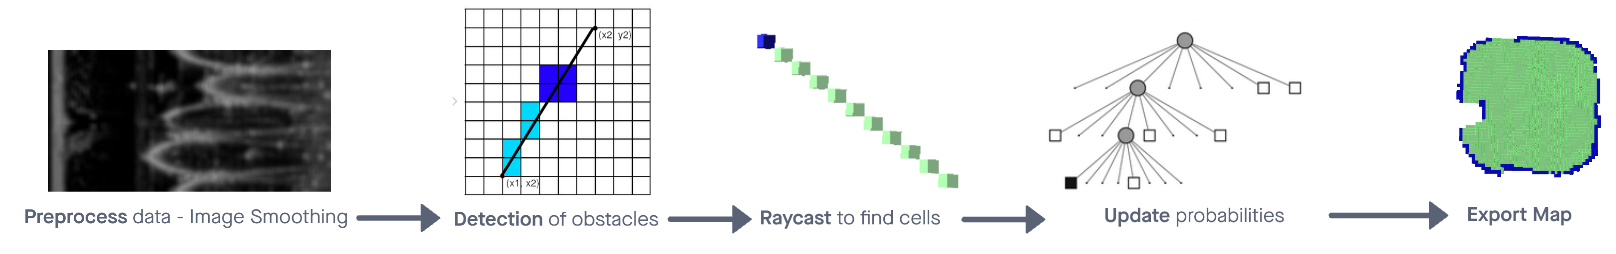 (x2 y2)
(x1, x2)
Preprocess data - Image Smoothing
Detection of obstacles
Raycast to find cells
Update probabilities
Export Map